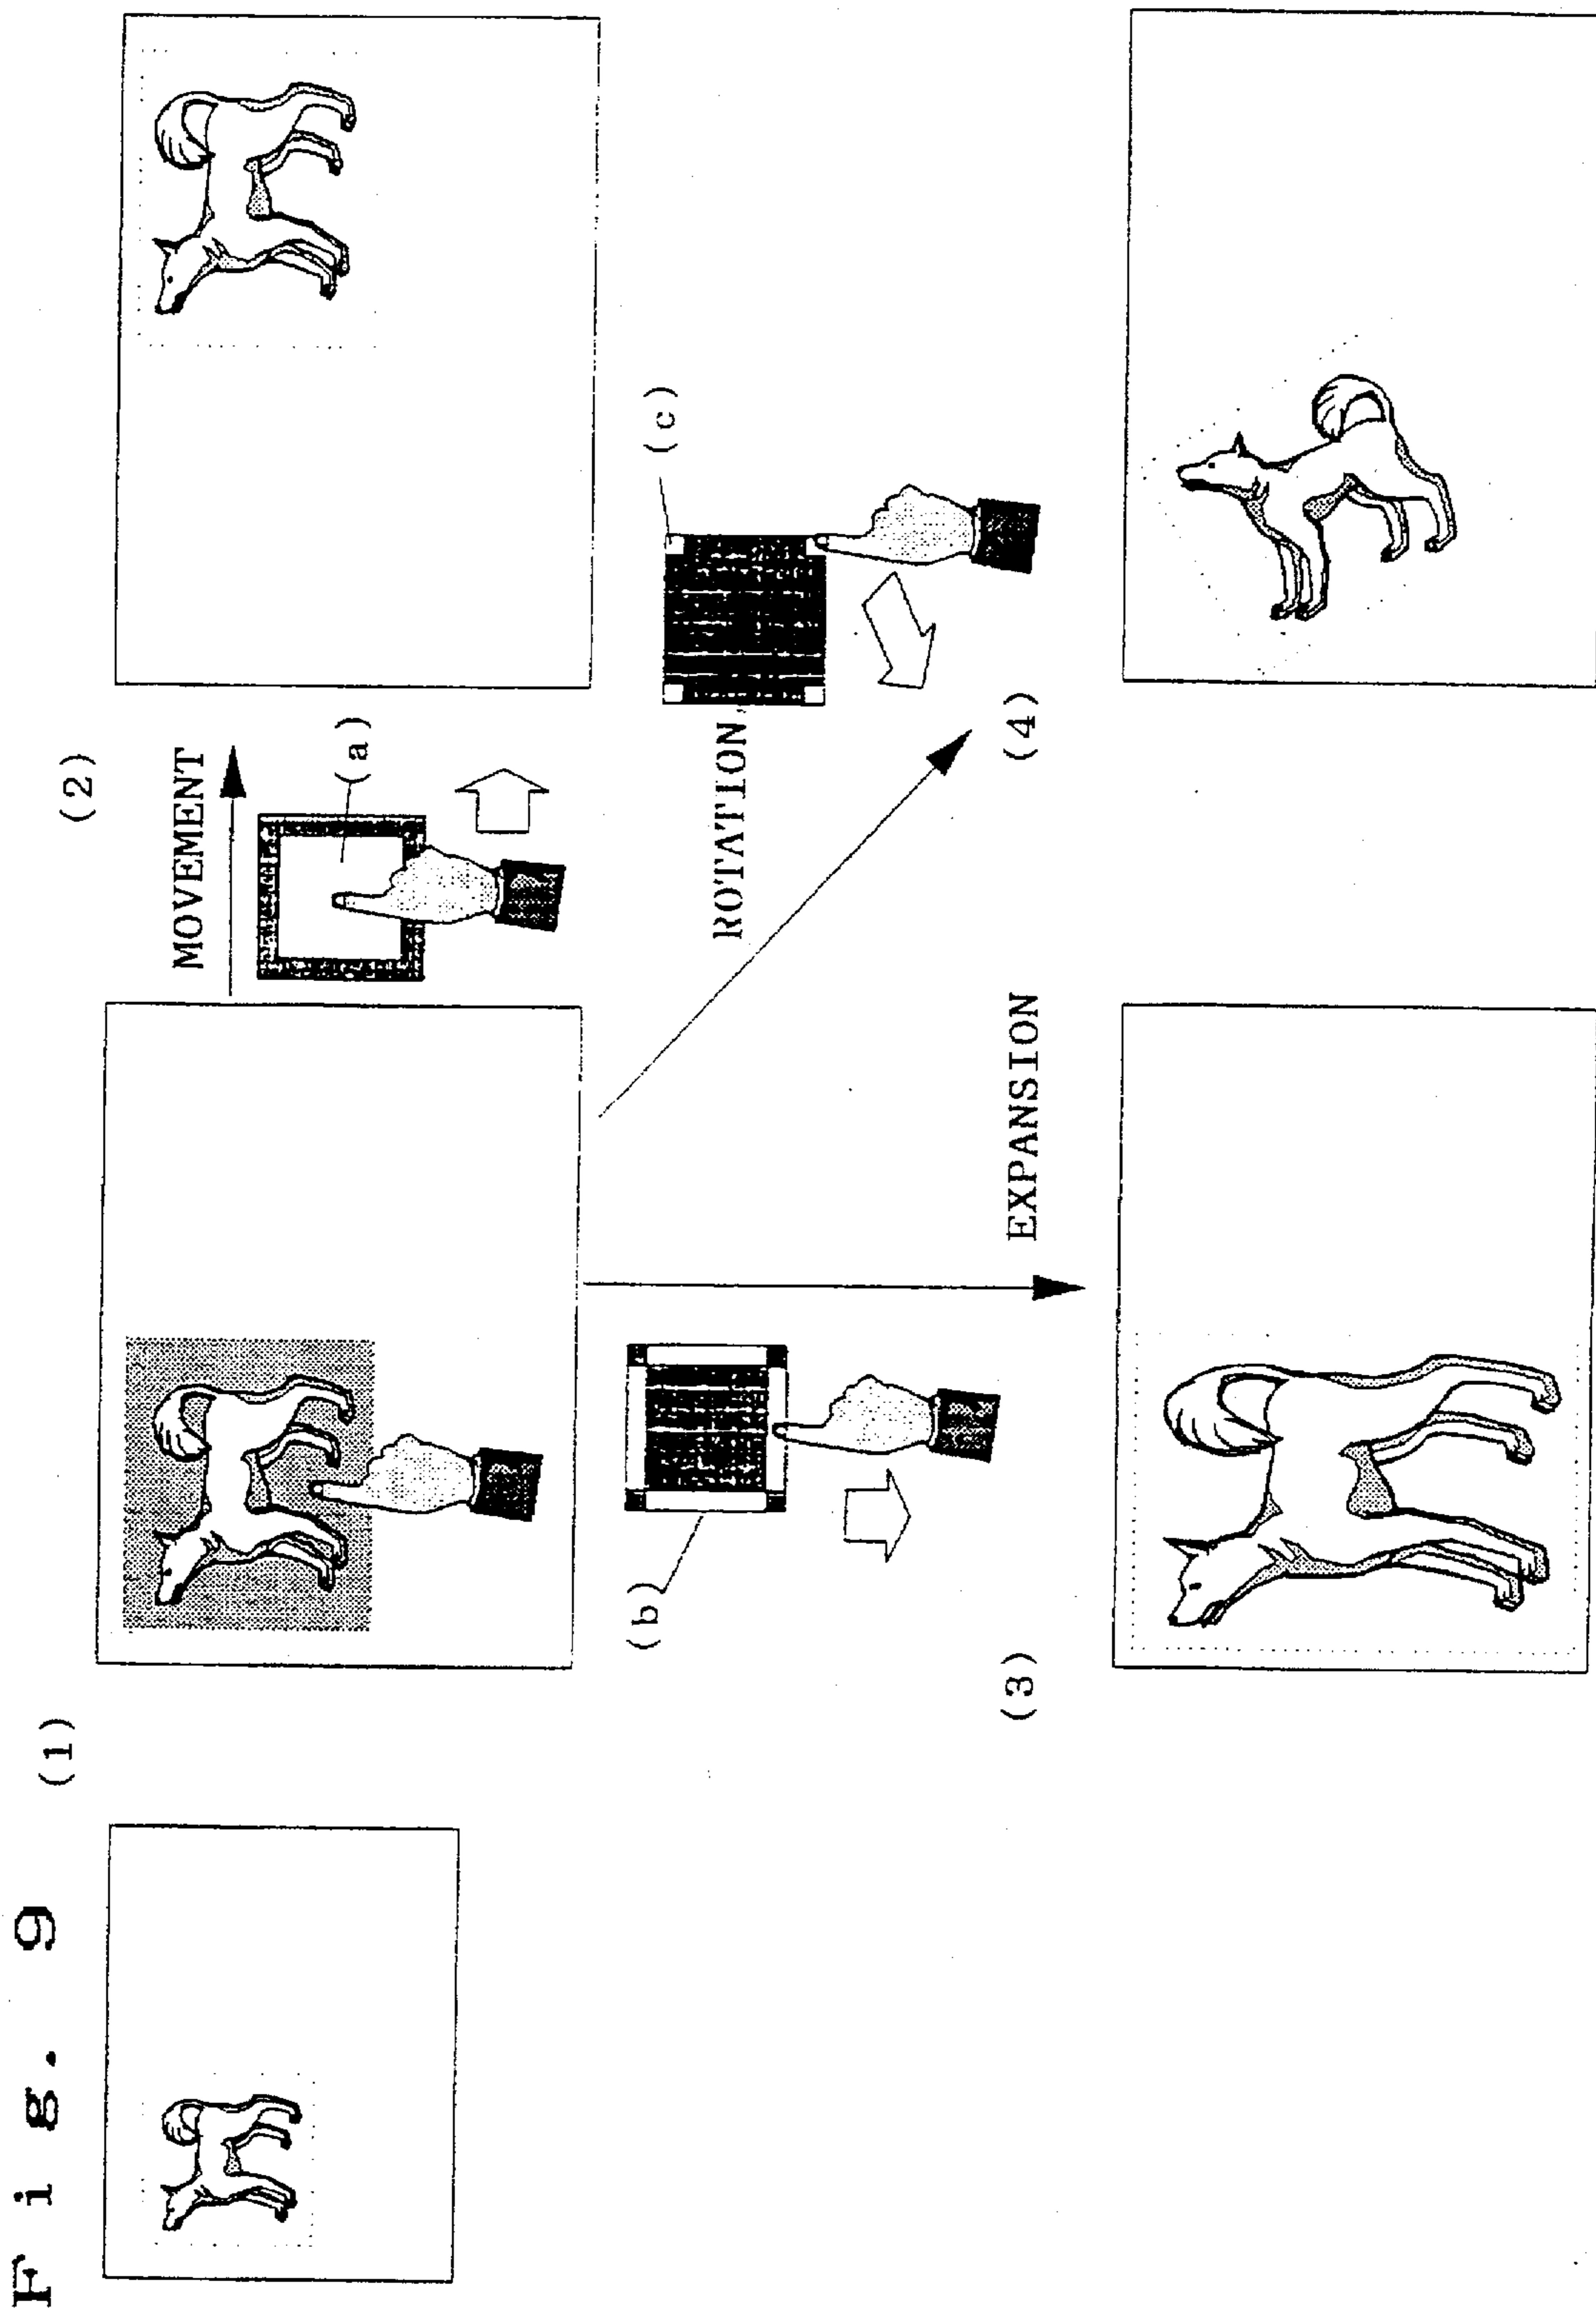 Fig. 9
(1)
(2)
MOVEMENT
(a)
(b)
ROTATION
(c)
(3)
EXPANSION
(4)